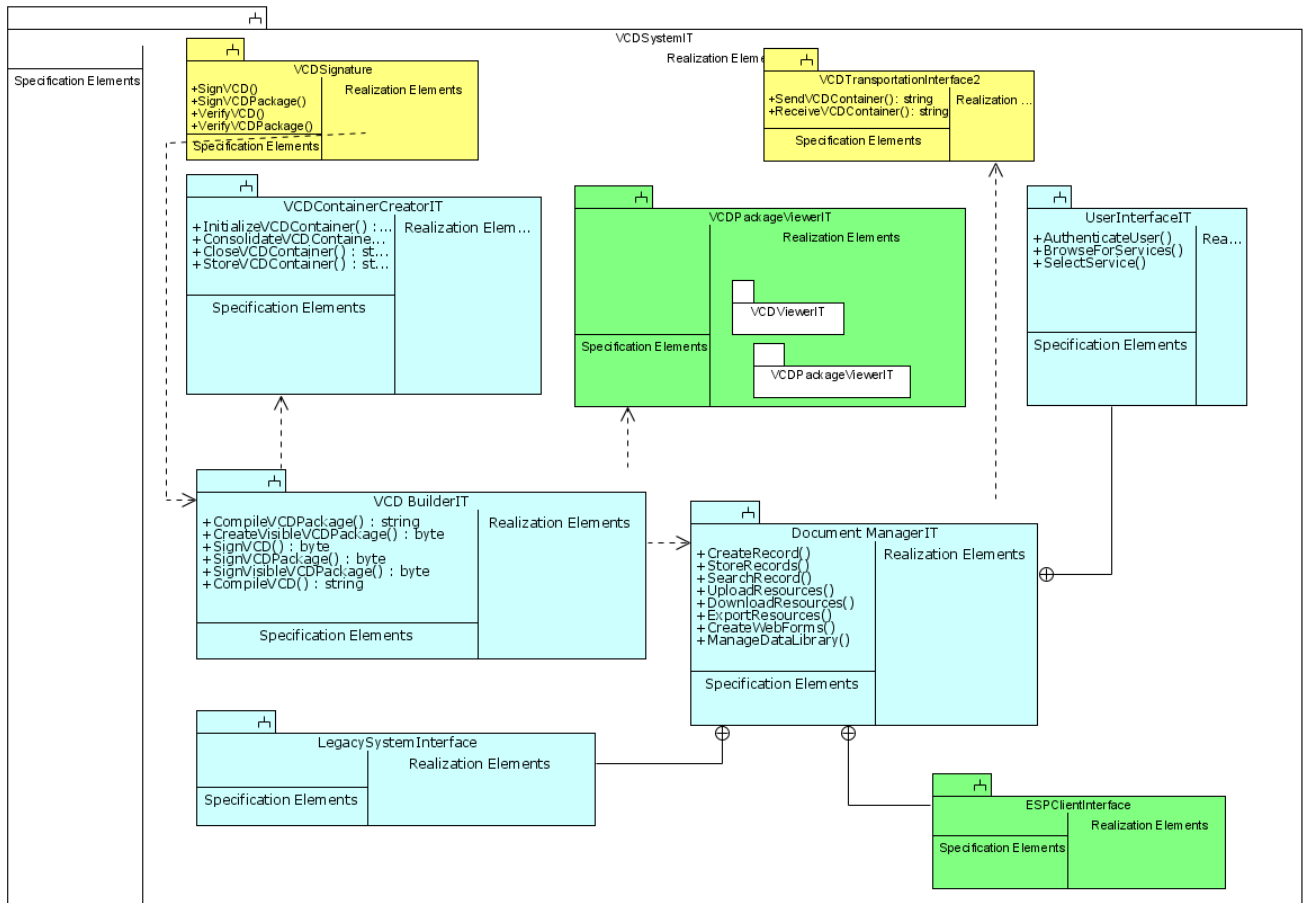 VCDSystemIT
Realization Eleme
Specification Elements
VCDSignature
+SignVCD()
+SignVCDPackage()
+VerifyVCD()
+VerifyVCDPackage()
Realization Elements
Specification Elements
VCDTransportationInterface2
+SendVCDContainer() : string
+ReceiveVCDContainer() : string
Realization ...
Specification Elements
VCDContainerCreatorIT
+InitializeVCDContainer() :...
+ConsolidateVCDContaine...
+CloseVCDContainer() : st...
+StoreVCDContainer() : st...
Realization Elem...
Specification Elements
VCDPackageViewerIT
Realization Elements
VCDViewerIT
Specification Elements
VCDPackageViewerIT
UserInterfaceIT
+AuthenticateUser()
+BrowseForServices()
+SelectService()
Rea...
Specification Elements
VCD BuilderIT
+CompileVCDPackage() : string
+CreateVisibleVCDPackage() : byte
+SignVCD() : byte
+SignVCDPackage() : byte
+SignVisibleVCDPackage() : byte
+CompileVCD() : string
Realization Elements
Specification Elements
Document ManagerIT
+CreateRecord()
+StoreRecords()
+SearchRecord()
+UploadResources()
+DownloadResources()
+ExportResources()
+CreateWebForms()
+ManageDataLibrary()
Realization Elements
Specification Elements
LegacySystemInterface
Realization Elements
Specification Elements
ESPClientInterface
Realization Elements
Specification Elements